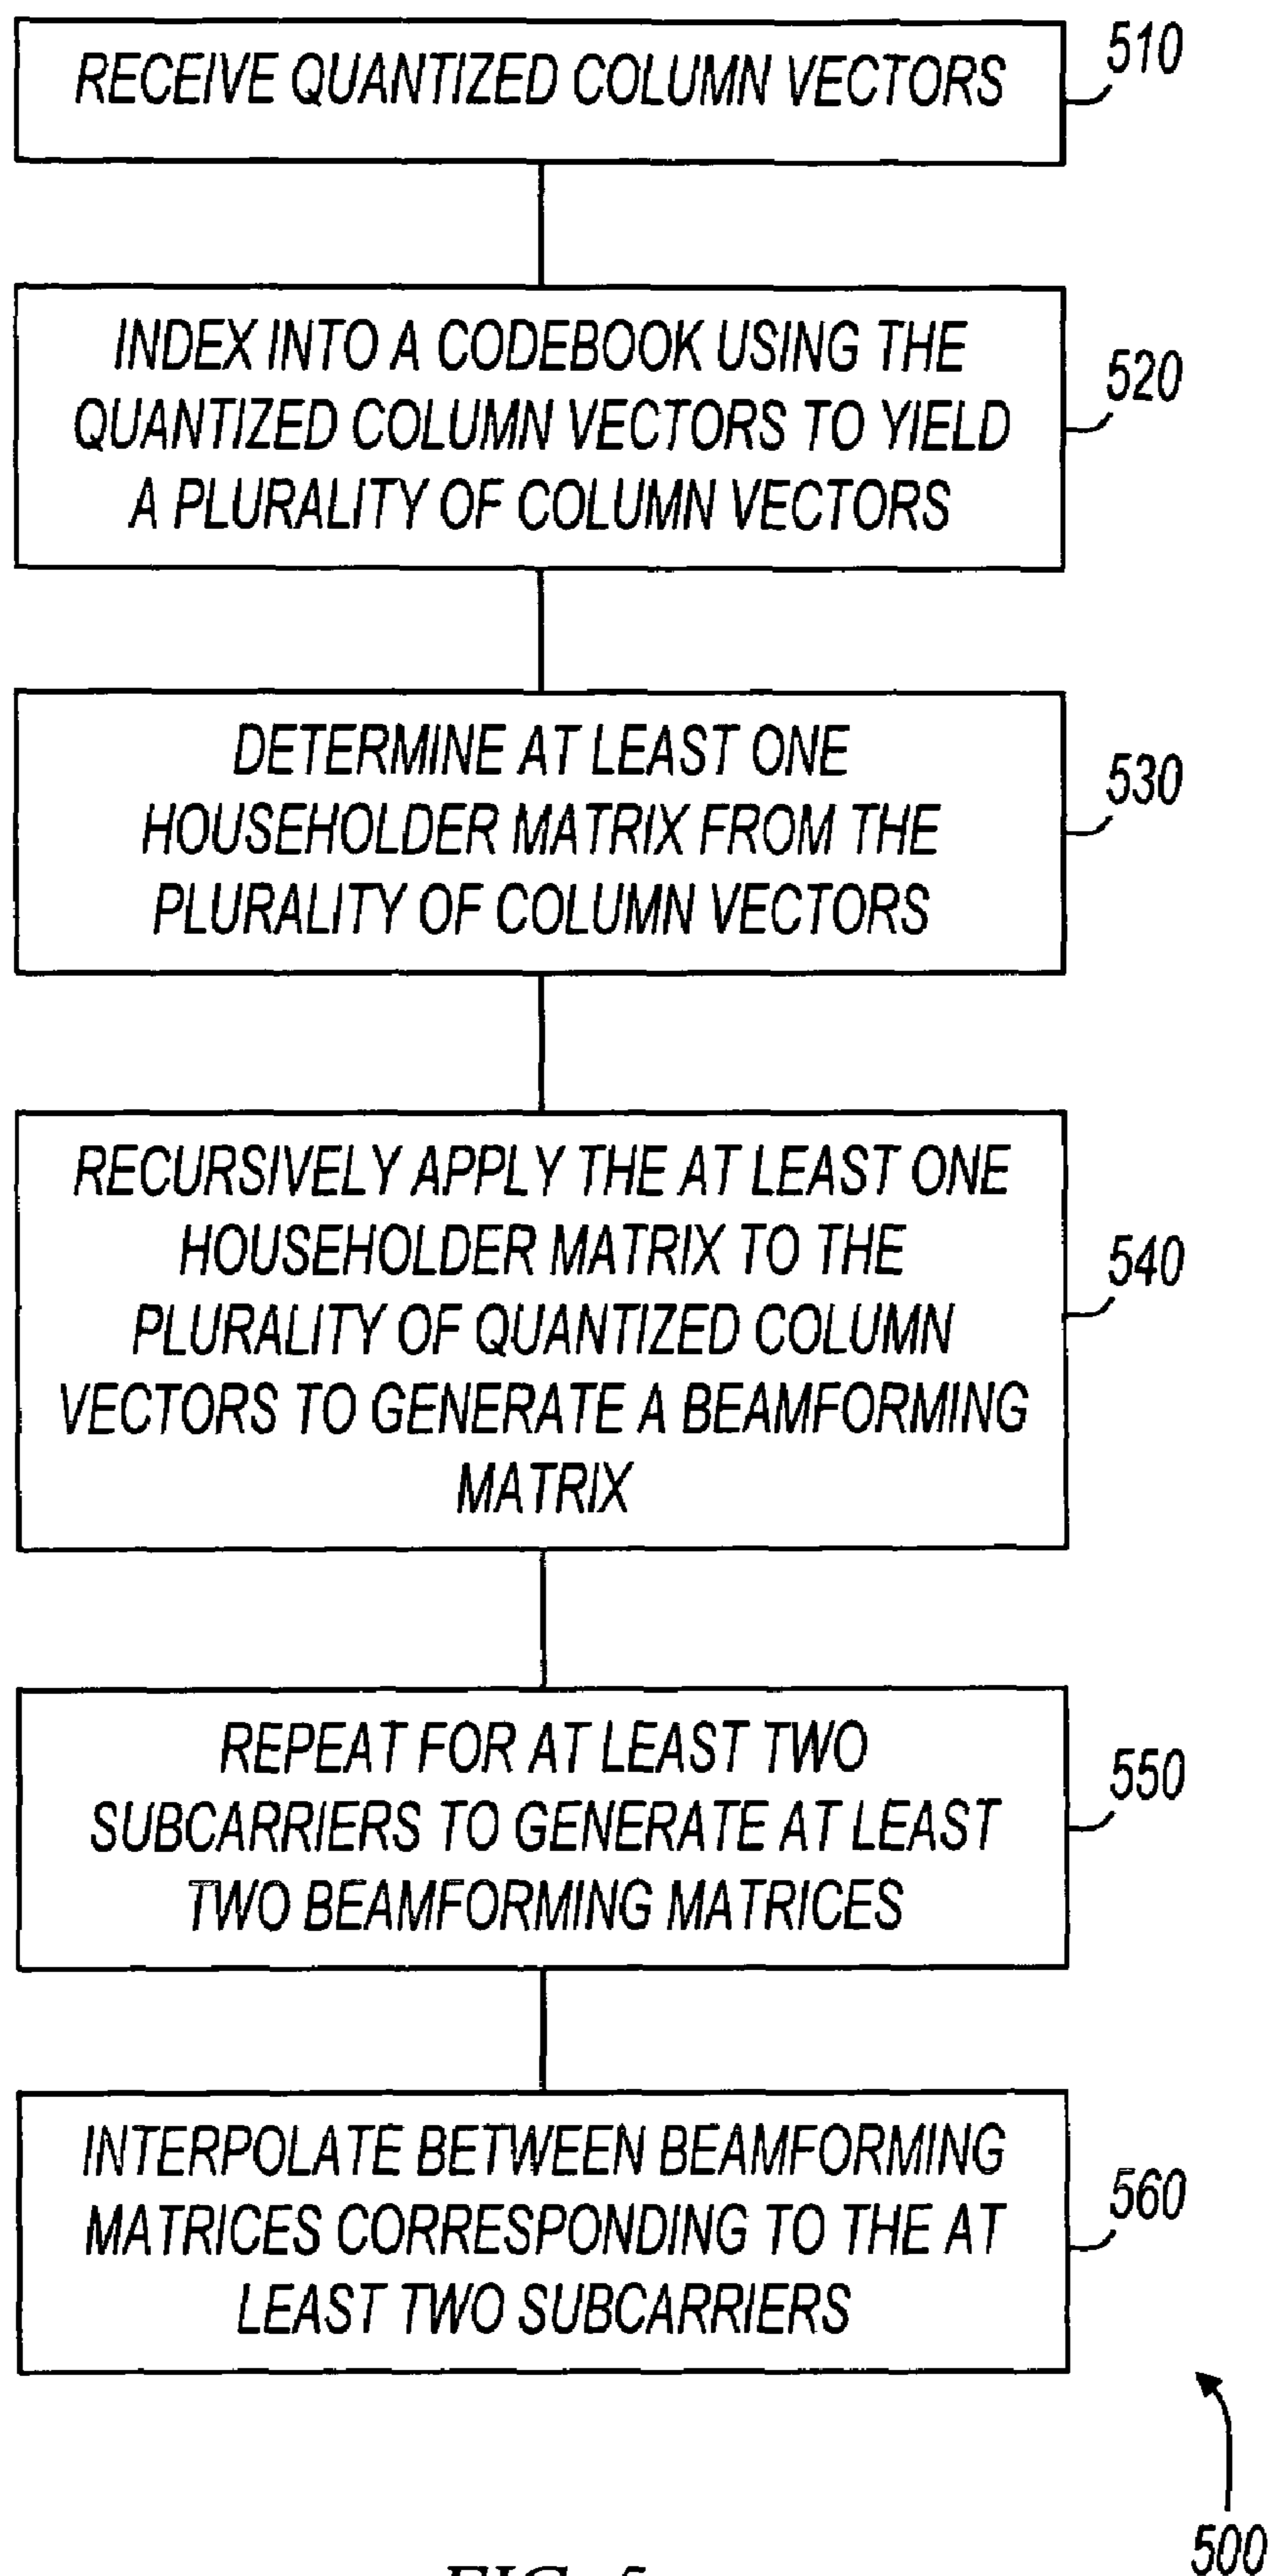 RECEIVE QUANTIZED COLUMN VECTORS
510
INDEX INTO A CODEBOOK USING THE
QUANTIZED COLUMN VECTORS TO YIELD
A PLURALITY OF COLUMN VECTORS
520
DETERMINE AT LEAST ONE
HOUSEHOLDER MATRIX FROM THE
PLURALITY OF COLUMN VECTORS
530
RECURSIVELY APPLY THE AT LEAST ONE
HOUSEHOLDER MATRIX TO THE
PLURALITY OF QUANTIZED COLUMN
VECTORS TO GENERATE A BEAMFORMING
MATRIX
540
REPEAT FOR AT LEAST TWO
SUBCARRIERS TO GENERATE AT LEAST
TWO BEAMFORMING MATRICES
550
INTERPOLATE BETWEEN BEAMFORMING
MATRICES CORRESPONDING TO THE AT
LEAST TWO SUBCARRIERS
560
500